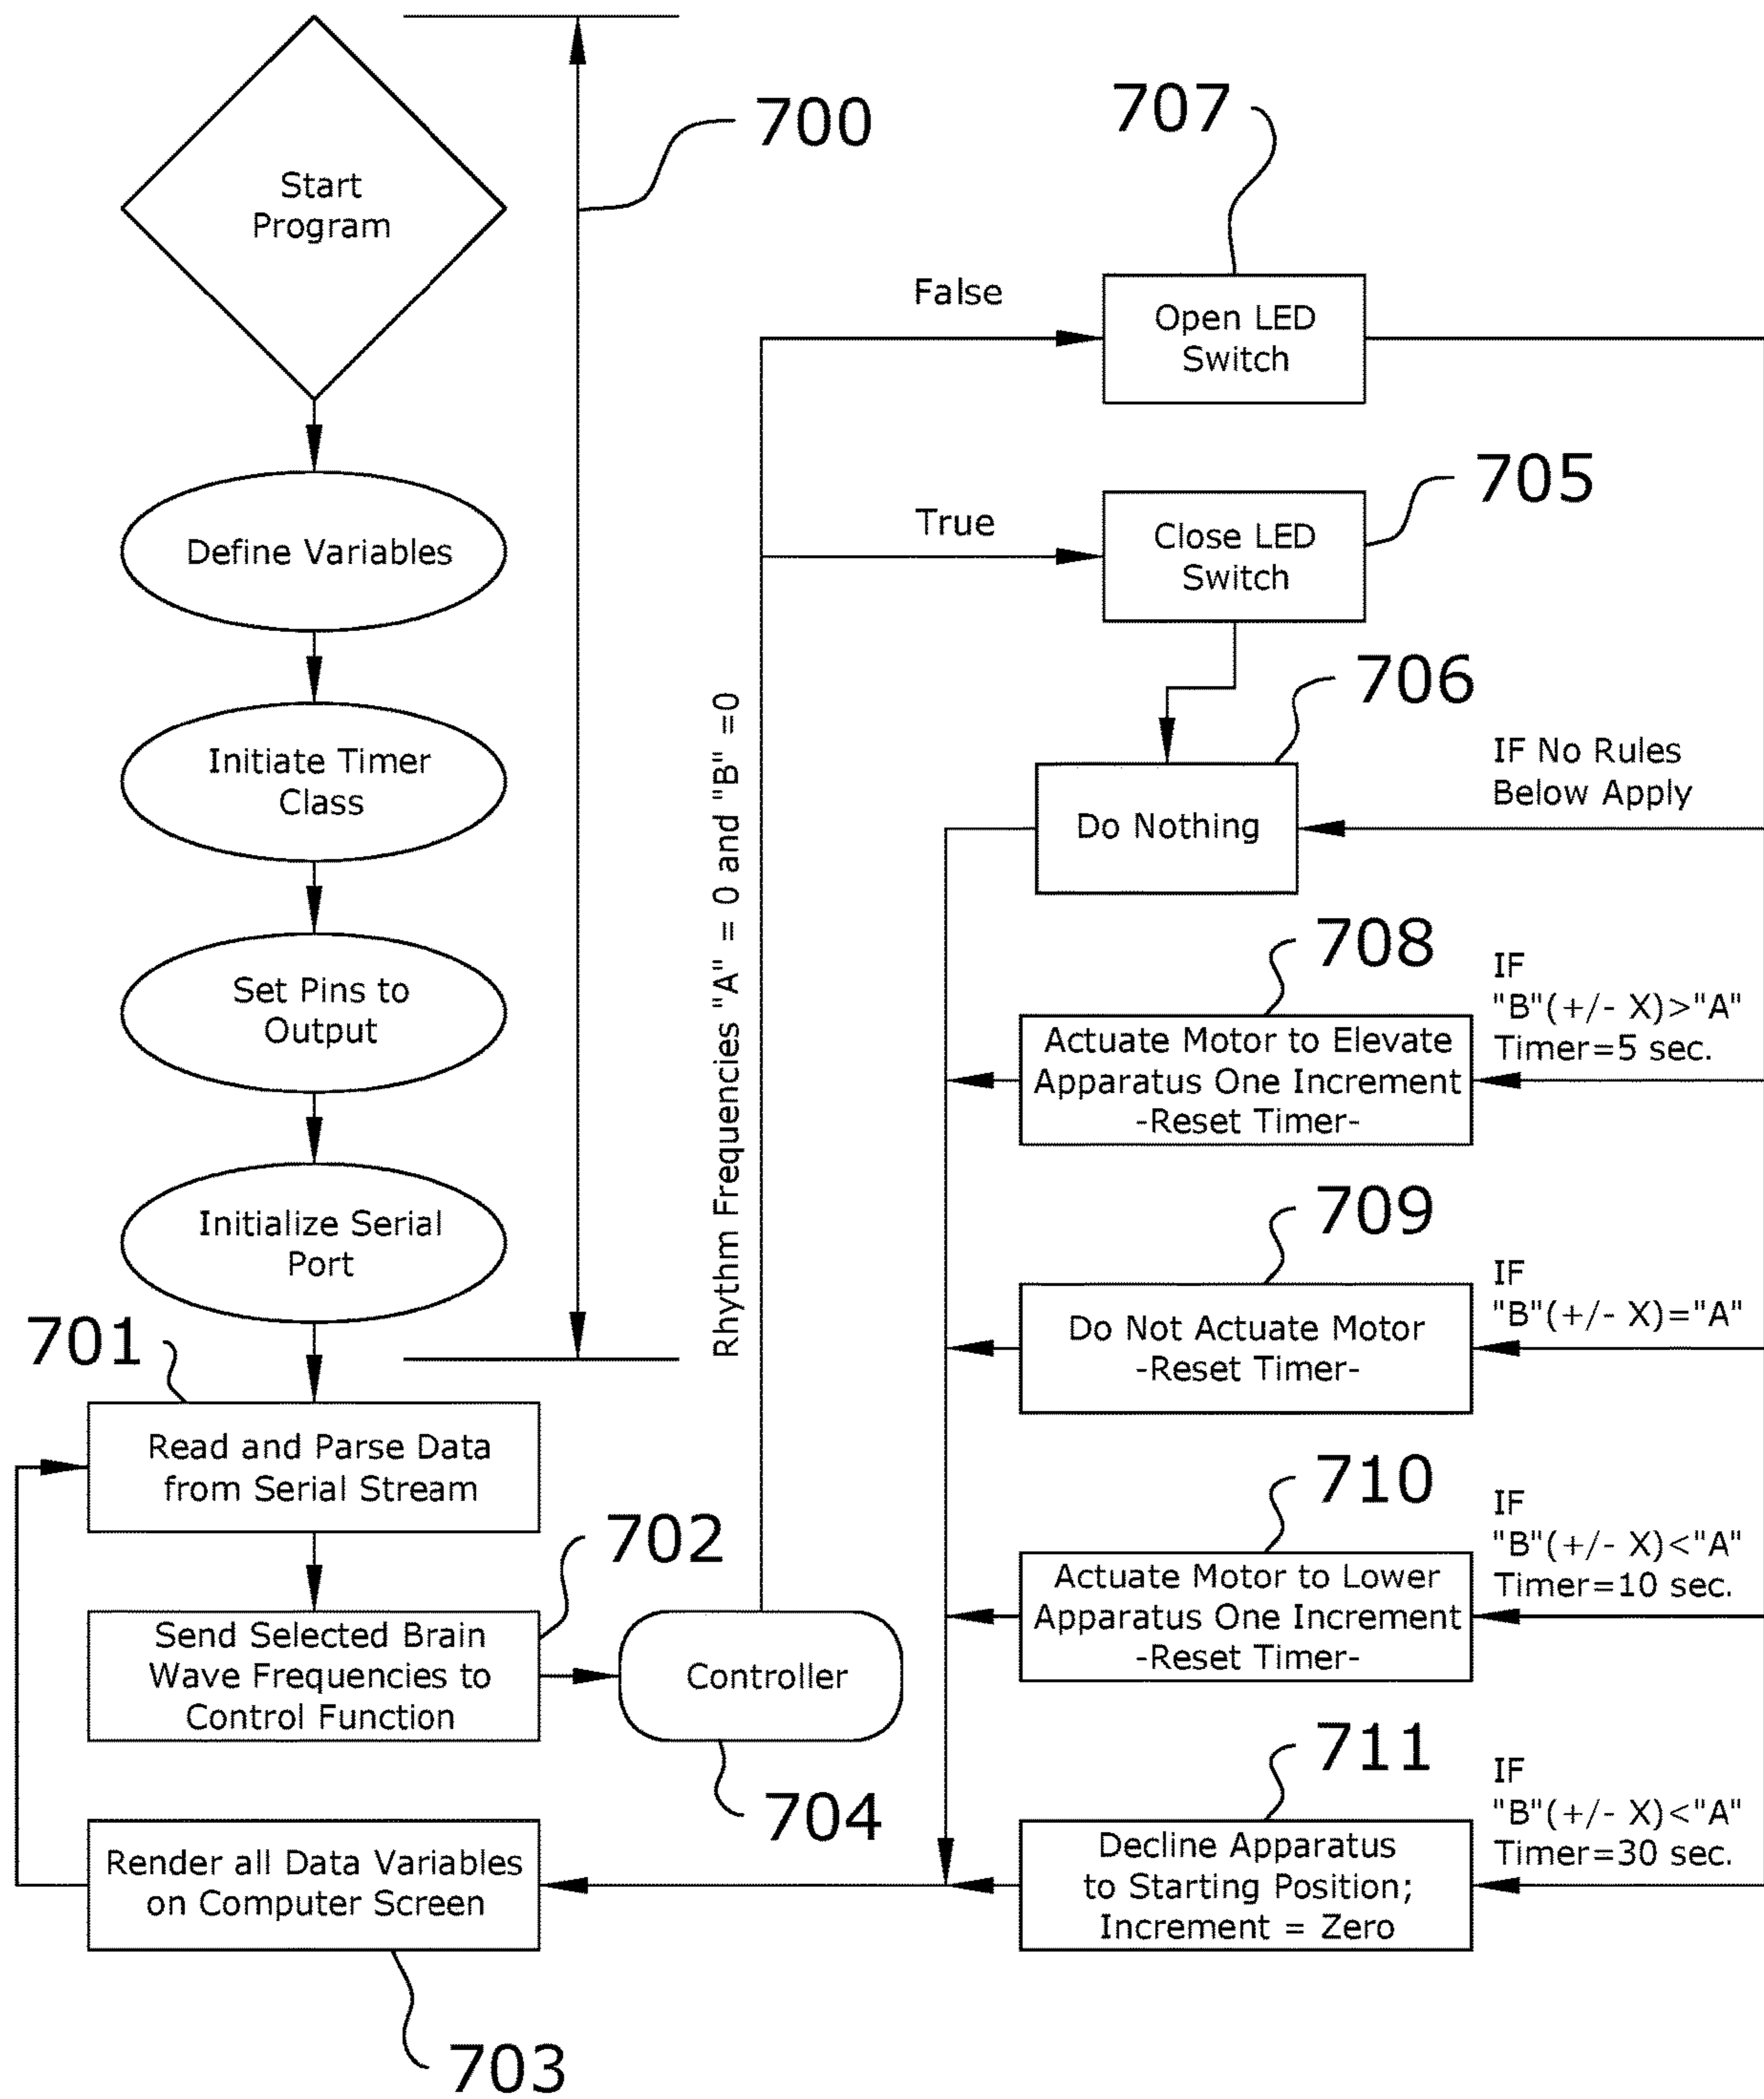 Start
Program
700
Define Variables
Initiate Timer
Class
Set Pins to
Output
Initialize Serial
Port
701
Read and Parse Data
from Serial Stream
702
Send Selected Brain
Wave Frequencies to
Control Function
Controller
704
Render all Data Variables
on Computer Screen
703
Rhythm Frequencies "A" = 0 and "B" =0
707
False
Open LED
Switch
705
True
Close LED
Switch
706
Do Nothing
IF No Rules
Below Apply
708
Actuate Motor to Elevate
Apparatus One Increment
-Reset Timer-
IF
"B"(+/- X)>"A"
Timer=5 sec.
709
Do Not Actuate Motor
-Reset Timer-
IF
"B"(+/- X)="A"
710
Actuate Motor to Lower
Apparatus One Increment
-Reset Timer-
IF
"B"(+/- X)<"A"
Timer=10 sec.
711
Decline Apparatus
to Starting Position;
Increment = Zero
IF
"B"(+/- X)<"A"
Timer=30 sec.